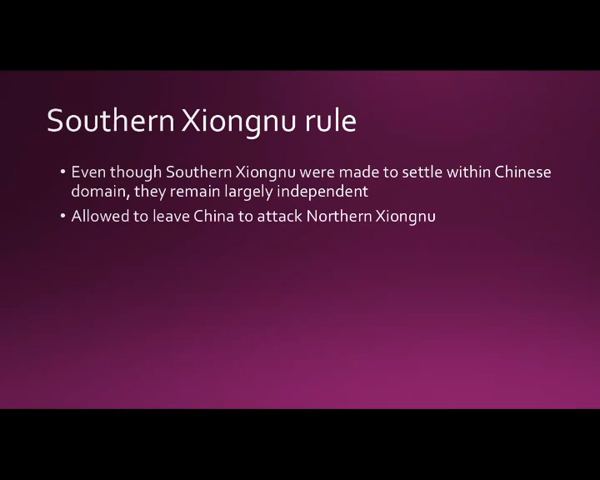 Southern Xiongnu rule
• Even though Southern Xiongnu were made to settle within Chinese
domain, they remain largely independent
• Allowed to leave China to attack Northern Xiongnu